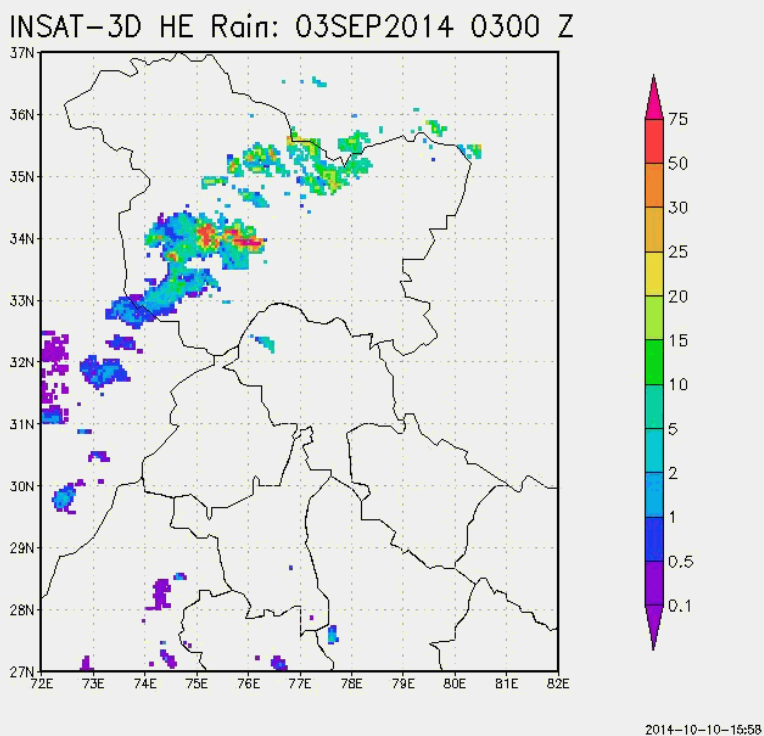 INSAT-3D HE Rain: 03SEP2014 0300 Z
37N
36N
35N
34N
33N
32N
31N
30N
29N
28N
27N
72E 73E 74E 75E 76E 77E 78E 79E 80E 81E 82E
75
50
30
25
20
15
10
5
2
1
0.5
0.1
2014-10-10-15:58